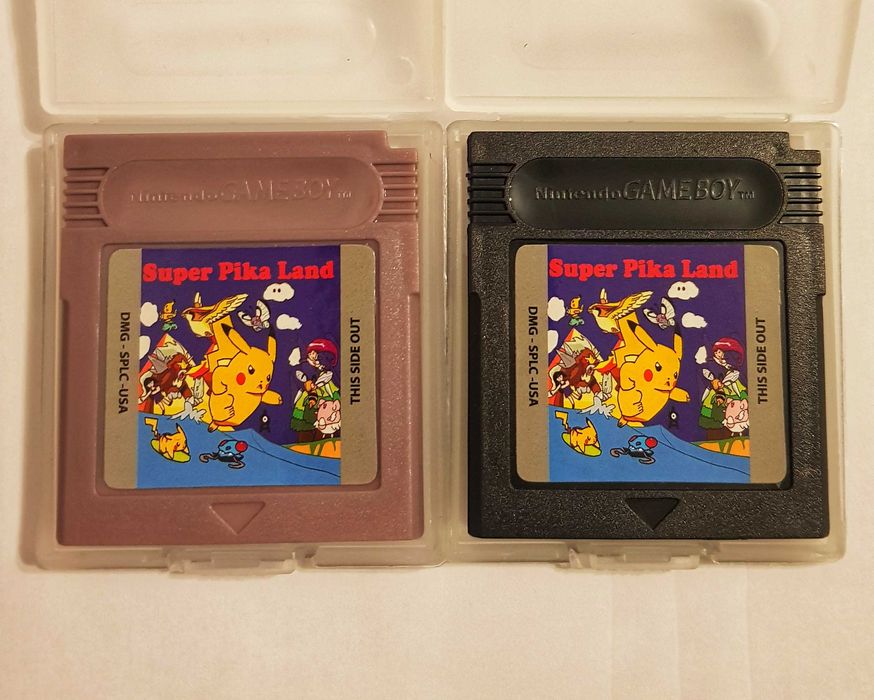 Nintendo GAME BOY TM
Super Pika Land
DMG - SPLC -USA
THIS SIDE OUT
Nintendo GAME BOY TM
Super Pika Land
DMG - SPLC -USA
THIS SIDE OUT